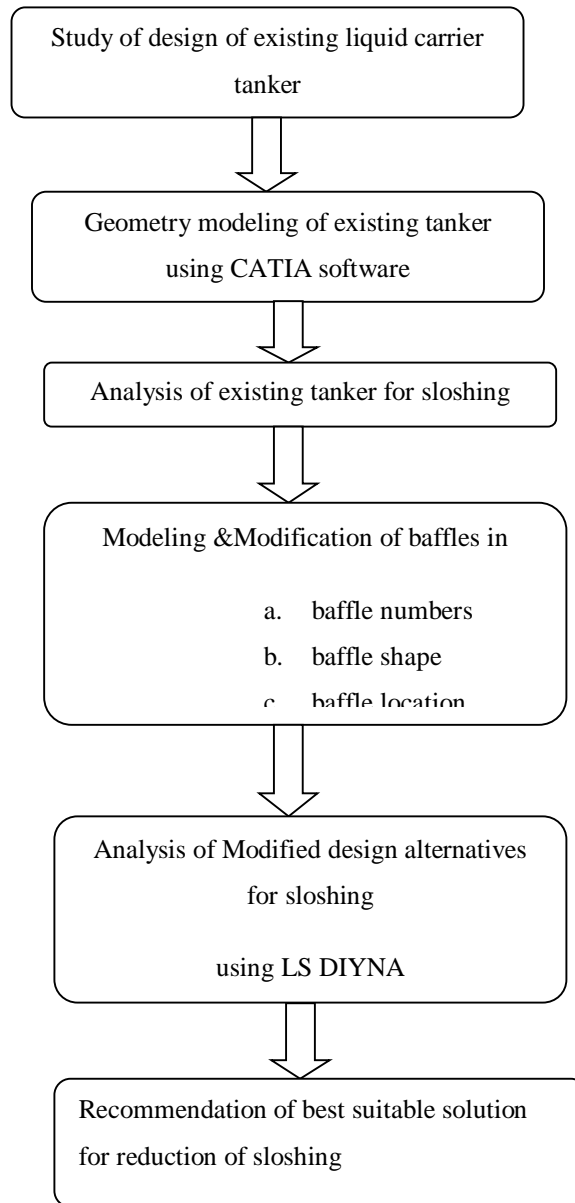 Study of design of existing liquid carrier
tanker
Geometry modeling of existing tanker
using CATIA software
Analysis of existing tanker for sloshing
Modeling &Modification of baffles in
a. baffle numbers
b. baffle shape
c. baffle location
Analysis of Modified design alternatives
for sloshing
using LS DIYNA
Recommendation of best suitable solution
for reduction of sloshing